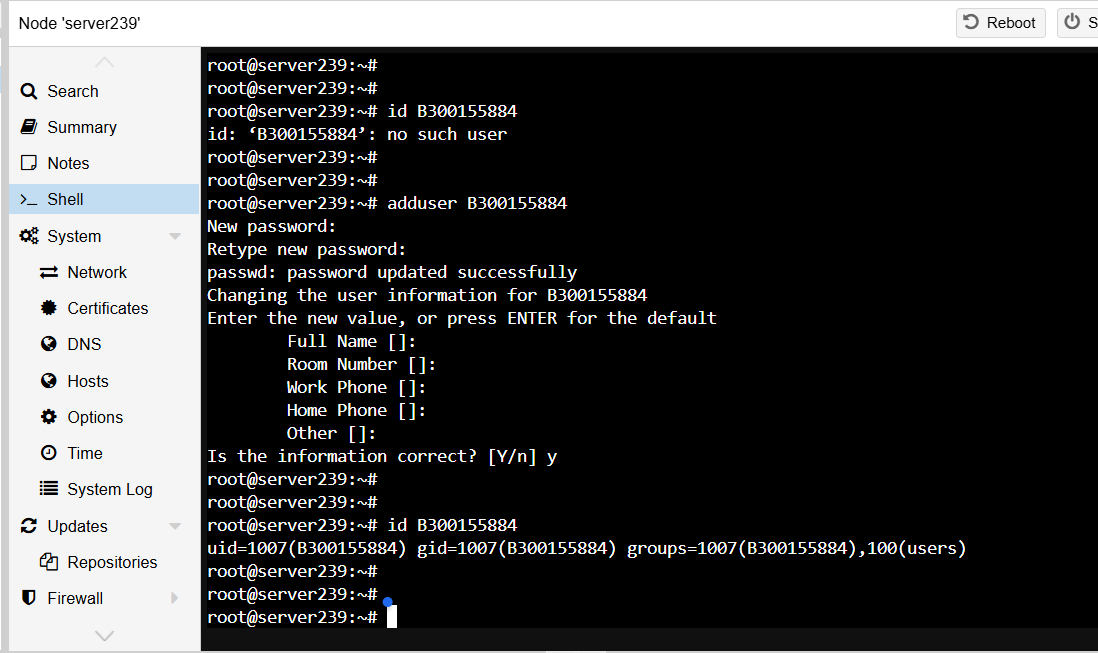 Node 'server239'
Reboot
S
Search
Summary
Notes
Shell
System
Network
Certificates
DNS
Hosts
Options
Time
System Log
Updates
Repositories
Firewall
root@server239:~#
root@server239:~#
root@server239:~# id B300155884
id: ‘B300155884’: no such user
root@server239:~#
root@server239:~#
root@server239:~# adduser B300155884
New password:
Retype new password:
passwd: password updated successfully
Changing the user information for B300155884
Enter the new value, or press ENTER for the default
Full Name []:
Room Number []:
Work Phone []:
Home Phone []:
Other []:
Is the information correct? [Y/n] y
root@server239:~#
root@server239:~#
root@server239:~# id B300155884
uid=1007(B300155884) gid=1007(B300155884) groups=1007(B300155884),100(users)
root@server239:~#
root@server239:~#
root@server239:~#